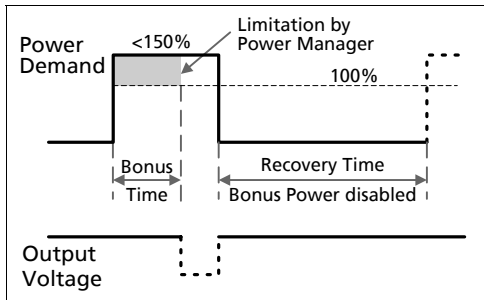 <150%
Limitation by
Power Manager
Power
Demand
100%
Bonus
Time
Recovery Time
Bonus Power disabled
Output
Voltage